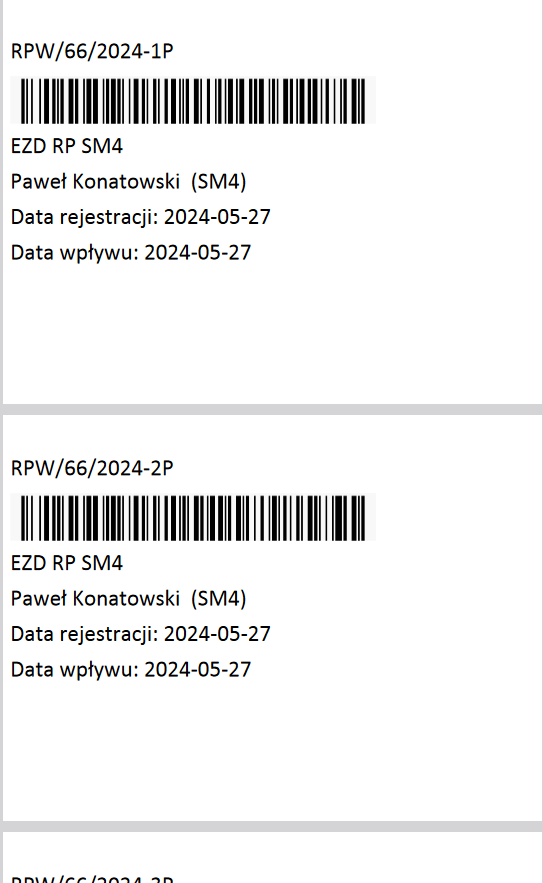 RPW/66/2024-1P
EZD RP SM4
Paweł Konatowski (SM4)
Data rejestracji: 2024-05-27
Data wpływu: 2024-05-27
RPW/66/2024-2P
EZD RP SM4
Paweł Konatowski (SM4)
Data rejestracji: 2024-05-27
Data wpływu: 2024-05-27
RPW/66/2024-3P